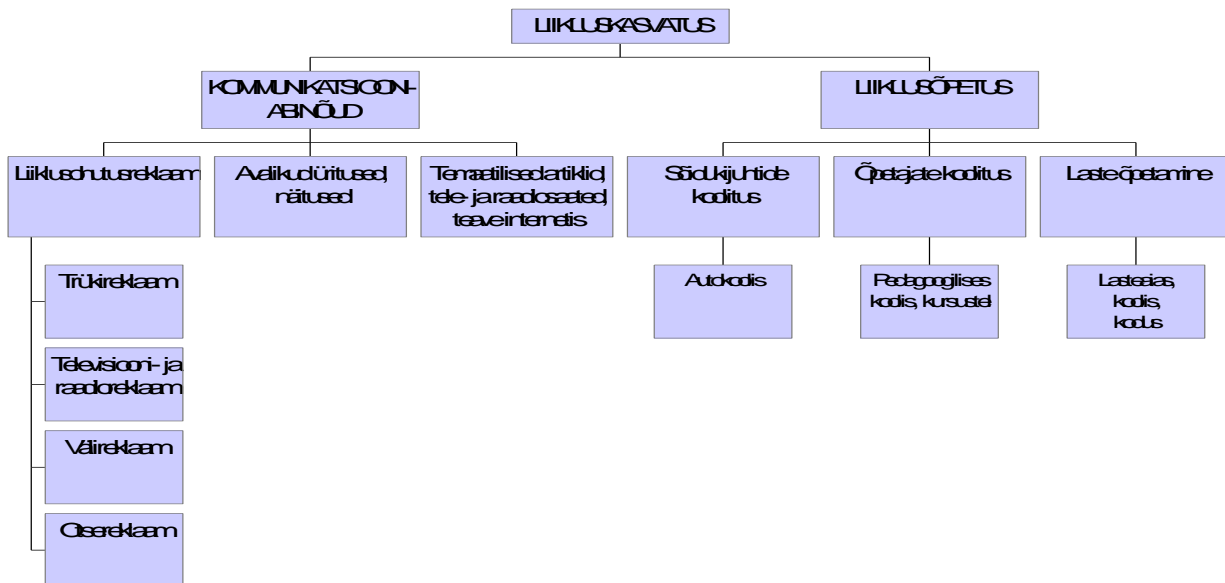 LIIKLUSKASVATUS
KOMMUNIKATSIOONI-
ABINÕUD
LIIKLUSÕPETUS
Liiklusohutusreklaam
Avalikud üritused,
näitused
Temaatilised artiklid,
tele- ja raadiosaated,
teave internetis
Sõidukijuhtide
koolitus
Õpetajate koolitus
Laste õpetamine
Trükireklaam
Televisiooni- ja
raadioreklaam
Välireklaam
Otsereklaam
Autokoolis
Pedagoogilises
koolis, kursustel
Lasteaias,
koolis,
kodus